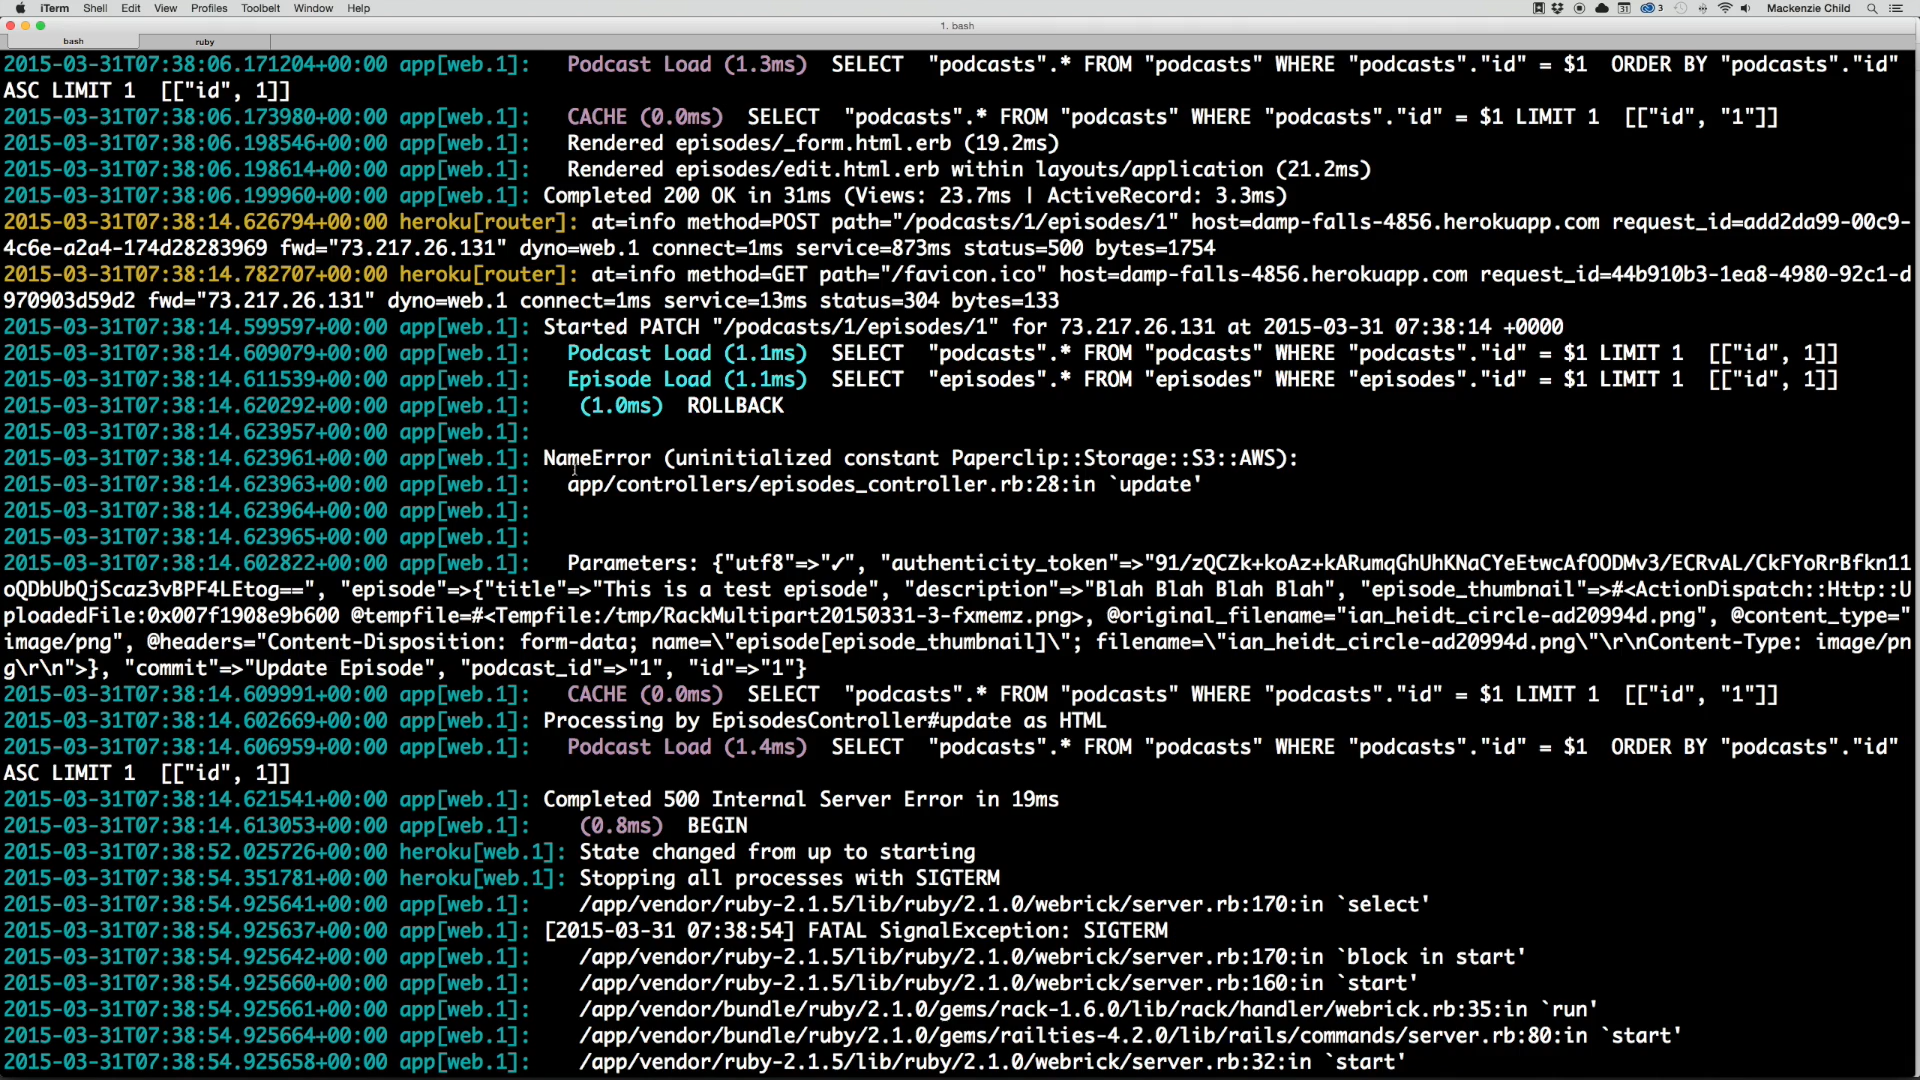 iTerm Shell Edit View Profiles Toolbelt Window Help 31 3 Mackenzie Child
1. bash
bash ruby
2015-03-31T07:38:06.171204+00:00 app[web.1]:   Podcast Load (1.3ms)  SELECT  "podcasts".* FROM "podcasts" WHERE "podcasts"."id" = $1  ORDER BY "podcasts"."id"
ASC LIMIT 1  [["id", 1]]
2015-03-31T07:38:06.173980+00:00 app[web.1]:   CACHE (0.0ms)  SELECT  "podcasts".* FROM "podcasts" WHERE "podcasts"."id" = $1 LIMIT 1  [["id", "1"]]
2015-03-31T07:38:06.198546+00:00 app[web.1]:   Rendered episodes/_form.html.erb (19.2ms)
2015-03-31T07:38:06.198614+00:00 app[web.1]:   Rendered episodes/edit.html.erb within layouts/application (21.2ms)
2015-03-31T07:38:06.199960+00:00 app[web.1]: Completed 200 OK in 31ms (Views: 23.7ms | ActiveRecord: 3.3ms)
2015-03-31T07:38:14.626794+00:00 heroku[router]: at=info method=POST path="/podcasts/1/episodes/1" host=damp-falls-4856.herokuapp.com request_id=add2da99-00c9-
4c6e-a2a4-174d28283969 fwd="73.217.26.131" dyno=web.1 connect=1ms service=873ms status=500 bytes=1754
2015-03-31T07:38:14.782707+00:00 heroku[router]: at=info method=GET path="/favicon.ico" host=damp-falls-4856.herokuapp.com request_id=44b910b3-1ea8-4980-92c1-d
970903d59d2 fwd="73.217.26.131" dyno=web.1 connect=1ms service=13ms status=304 bytes=133
2015-03-31T07:38:14.599597+00:00 app[web.1]: Started PATCH "/podcasts/1/episodes/1" for 73.217.26.131 at 2015-03-31 07:38:14 +0000
2015-03-31T07:38:14.609079+00:00 app[web.1]:   Podcast Load (1.1ms)  SELECT  "podcasts".* FROM "podcasts" WHERE "podcasts"."id" = $1 LIMIT 1  [["id", 1]]
2015-03-31T07:38:14.611539+00:00 app[web.1]:   Episode Load (1.1ms)  SELECT  "episodes".* FROM "episodes" WHERE "episodes"."id" = $1 LIMIT 1  [["id", 1]]
2015-03-31T07:38:14.620292+00:00 app[web.1]:    (1.0ms)  ROLLBACK
2015-03-31T07:38:14.623957+00:00 app[web.1]:
2015-03-31T07:38:14.623961+00:00 app[web.1]: NameError (uninitialized constant Paperclip::Storage::S3::AWS):
2015-03-31T07:38:14.623963+00:00 app[web.1]:   app/controllers/episodes_controller.rb:28:in `update'
2015-03-31T07:38:14.623964+00:00 app[web.1]:
2015-03-31T07:38:14.623965+00:00 app[web.1]:
2015-03-31T07:38:14.602822+00:00 app[web.1]:   Parameters: {"utf8"=>"✓", "authenticity_token"=>"91/zQCZk+koAz+kARumqGhUhKNaCYeEtwcAfOODMv3/ECRvAL/CkFYoRrBfkn11
oQDbUbQjScaz3vBPF4LEtog==", "episode"=>{"title"=>"This is a test episode", "description"=>"Blah Blah Blah Blah", "episode_thumbnail"=>#<ActionDispatch::Http::U
ploadedFile:0x007f1908e9b600 @tempfile=#<Tempfile:/tmp/RackMultipart20150331-3-fxmemz.png>, @original_filename="ian_heidt_circle-ad20994d.png", @content_type="
image/png", @headers="Content-Disposition: form-data; name=\"episode[episode_thumbnail]\"; filename=\"ian_heidt_circle-ad20994d.png\"\r\nContent-Type: image/pn
g\r\n">}, "commit"=>"Update Episode", "podcast_id"=>"1", "id"=>"1"}
2015-03-31T07:38:14.609991+00:00 app[web.1]:   CACHE (0.0ms)  SELECT  "podcasts".* FROM "podcasts" WHERE "podcasts"."id" = $1 LIMIT 1  [["id", "1"]]
2015-03-31T07:38:14.602669+00:00 app[web.1]: Processing by EpisodesController#update as HTML
2015-03-31T07:38:14.606959+00:00 app[web.1]:   Podcast Load (1.4ms)  SELECT  "podcasts".* FROM "podcasts" WHERE "podcasts"."id" = $1  ORDER BY "podcasts"."id"
ASC LIMIT 1  [["id", 1]]
2015-03-31T07:38:14.621541+00:00 app[web.1]: Completed 500 Internal Server Error in 19ms
2015-03-31T07:38:14.613053+00:00 app[web.1]:    (0.8ms)  BEGIN
2015-03-31T07:38:52.025726+00:00 heroku[web.1]: State changed from up to starting
2015-03-31T07:38:54.351781+00:00 heroku[web.1]: Stopping all processes with SIGTERM
2015-03-31T07:38:54.925641+00:00 app[web.1]:    /app/vendor/ruby-2.1.5/lib/ruby/2.1.0/webrick/server.rb:170:in `select'
2015-03-31T07:38:54.925637+00:00 app[web.1]: [2015-03-31 07:38:54] FATAL SignalException: SIGTERM
2015-03-31T07:38:54.925642+00:00 app[web.1]:    /app/vendor/ruby-2.1.5/lib/ruby/2.1.0/webrick/server.rb:170:in `block in start'
2015-03-31T07:38:54.925660+00:00 app[web.1]:    /app/vendor/ruby-2.1.5/lib/ruby/2.1.0/webrick/server.rb:160:in `start'
2015-03-31T07:38:54.925661+00:00 app[web.1]:    /app/vendor/bundle/ruby/2.1.0/gems/rack-1.6.0/lib/rack/handler/webrick.rb:35:in `run'
2015-03-31T07:38:54.925664+00:00 app[web.1]:    /app/vendor/bundle/ruby/2.1.0/gems/railties-4.2.0/lib/rails/commands/server.rb:80:in `start'
2015-03-31T07:38:54.925658+00:00 app[web.1]:    /app/vendor/ruby-2.1.5/lib/ruby/2.1.0/webrick/server.rb:32:in `start'